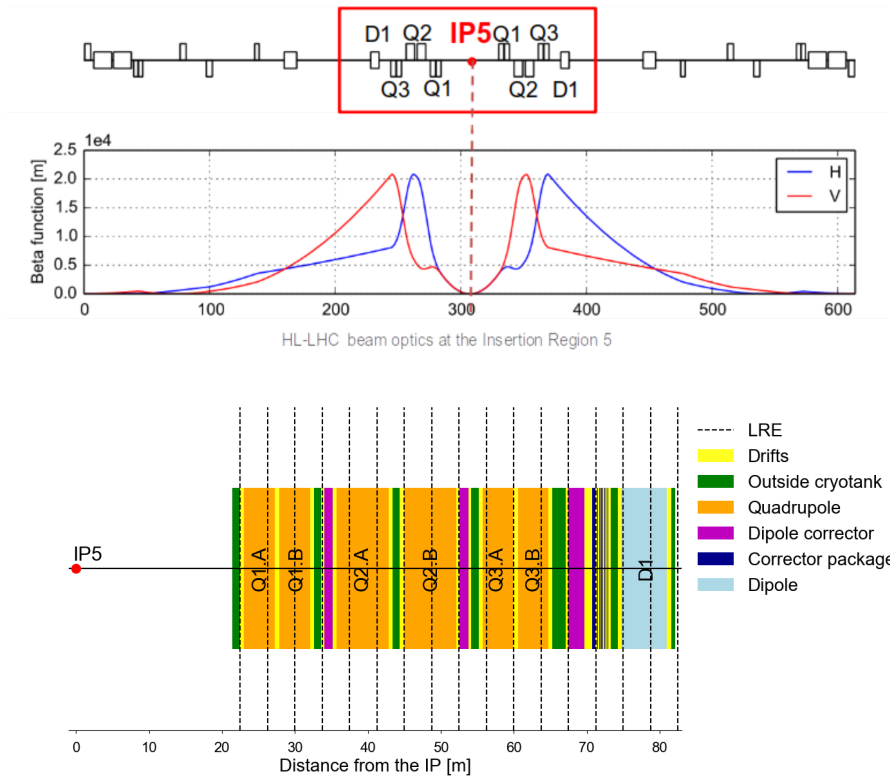 D1 Q2 IP5 Q1 Q3
Q3 Q1 Q2 D1
1e4
2.5
2.0
1.5
1.0
0.5
0.0
Beta function [m]
H
V
0 100 200 300 400 500 600
HL-LHC beam optics at the Insertion Region 5
LRE
Drifts
Outside cryotank
Quadrupole
Dipole corrector
Corrector package
Dipole
IP5
Q1.A
Q1.B
Q2.A
Q2.B
Q3.A
Q3.B
D1
0 10 20 30 40 50 60 70 80
Distance from the IP [m]